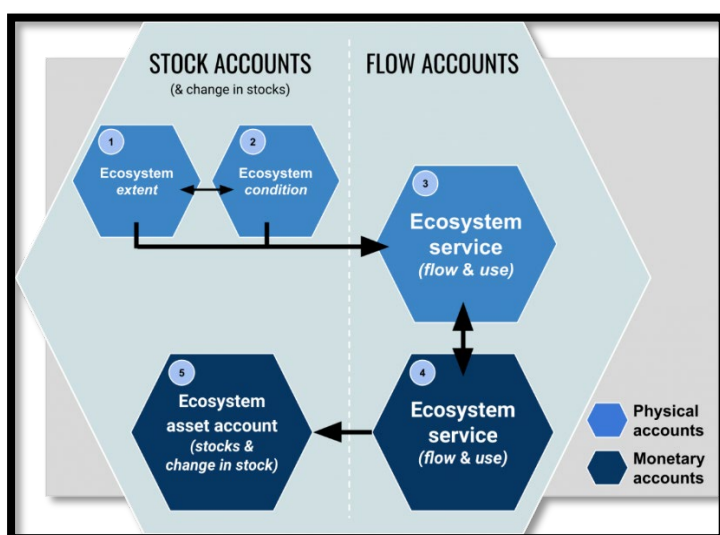 STOCK ACCOUNTS
(& change in stocks)
FLOW ACCOUNTS
1
Ecosystem
extent
2
Ecosystem
condition
3
Ecosystem
service
(flow & use)
5
Ecosystem
asset account
(stocks &
change in stock)
4
Ecosystem
service
(flow & use)
Physical
accounts
Monetary
accounts